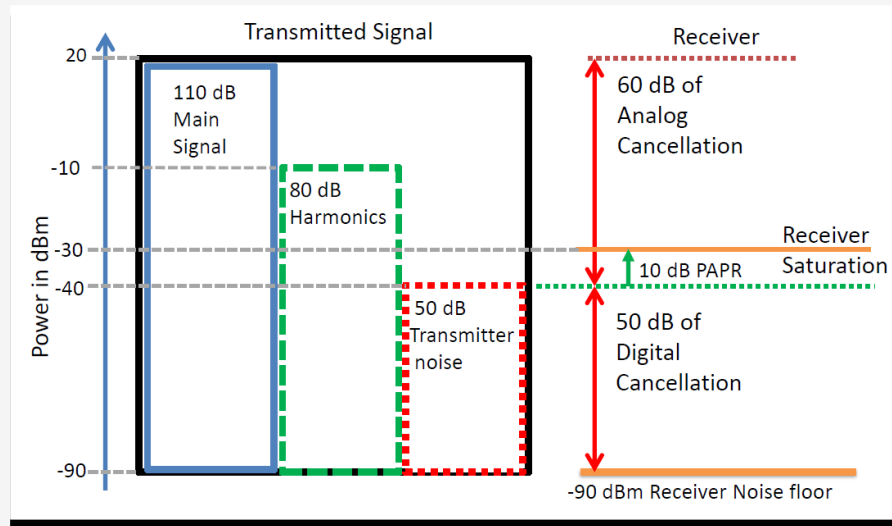 Transmitted Signal
Receiver
Power in dBm
20
-10
-30
-40
-90
110 dB
Main
Signal
80 dB
Harmonics
50 dB
Transmitter
noise
60 dB of
Analog
Cancellation
Receiver
Saturation
10 dB PAPR
50 dB of
Digital
Cancellation
-90 dBm Receiver Noise floor